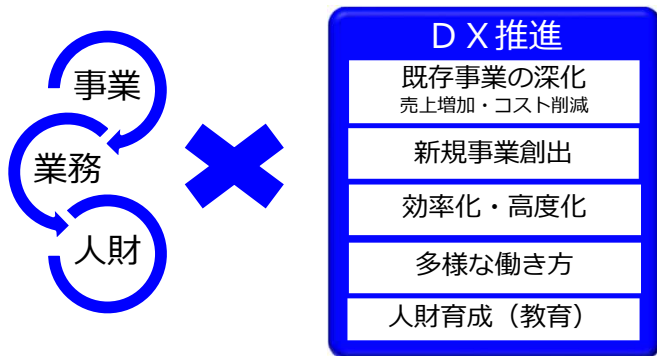 事業
業務
人財
ＤＸ推進
既存事業の深化
売上増加・コスト削減
新規事業創出
効率化・高度化
多様な働き方
人財育成（教育）